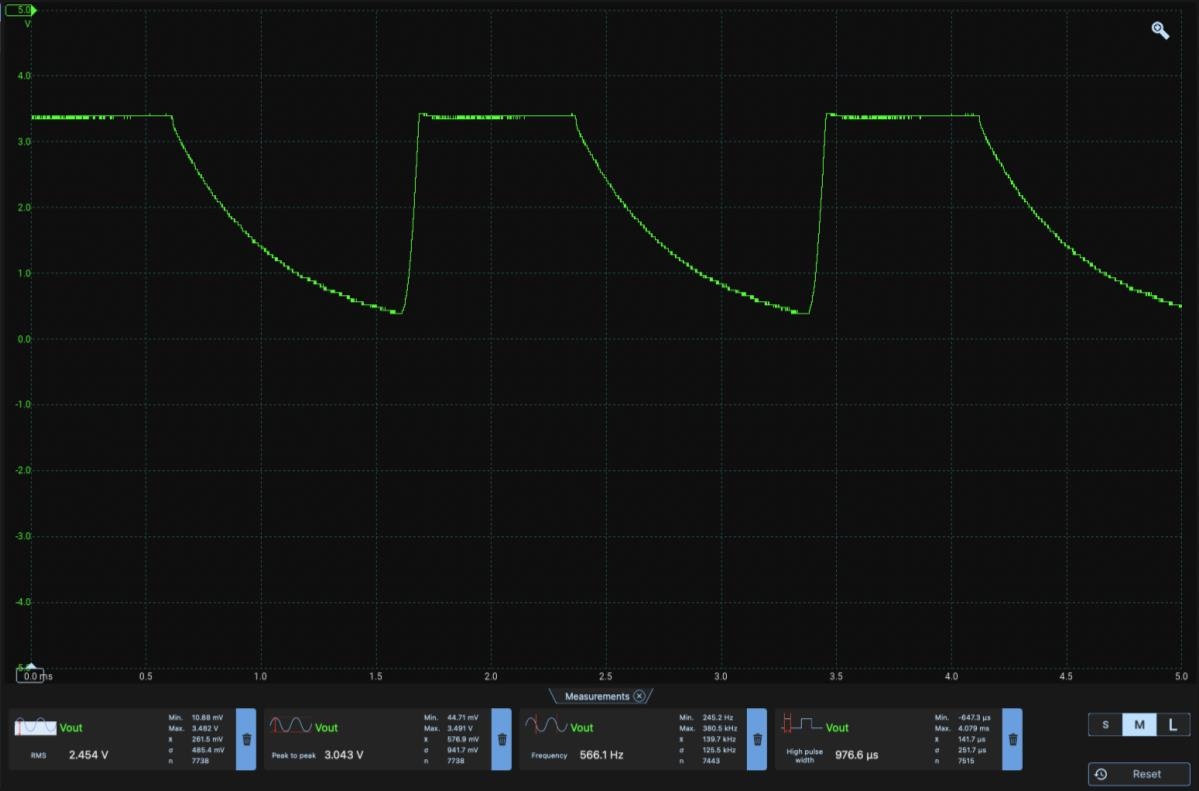 5.0
V
4.0
3.0
2.0
1.0
0.0
-1.0
-2.0
-3.0
-4.0
-5.0
0.0 ms 0.5 1.0 1.5 2.0 2.5 3.0 3.5 4.0 4.5 5.0
Measurements
Vout
RMS 2.454 V
Min. 10.88 mV
Max. 3.482 V
x̄ 261.5 mV
σ 485.4 mV
n 7738
Vout
Peak to peak 3.043 V
Min. 44.71 mV
Max. 3.491 V
x̄ 576.9 mV
σ 941.7 mV
n 7738
Vout
Frequency 566.1 Hz
Min. 245.2 Hz
Max. 380.5 kHz
x̄ 139.7 kHz
σ 125.5 kHz
n 7443
Vout
High pulse
width 976.6 µs
Min. -647.3 µs
Max. 4.079 ms
x̄ 141.7 µs
σ 251.7 µs
n 7515
S M L
Reset